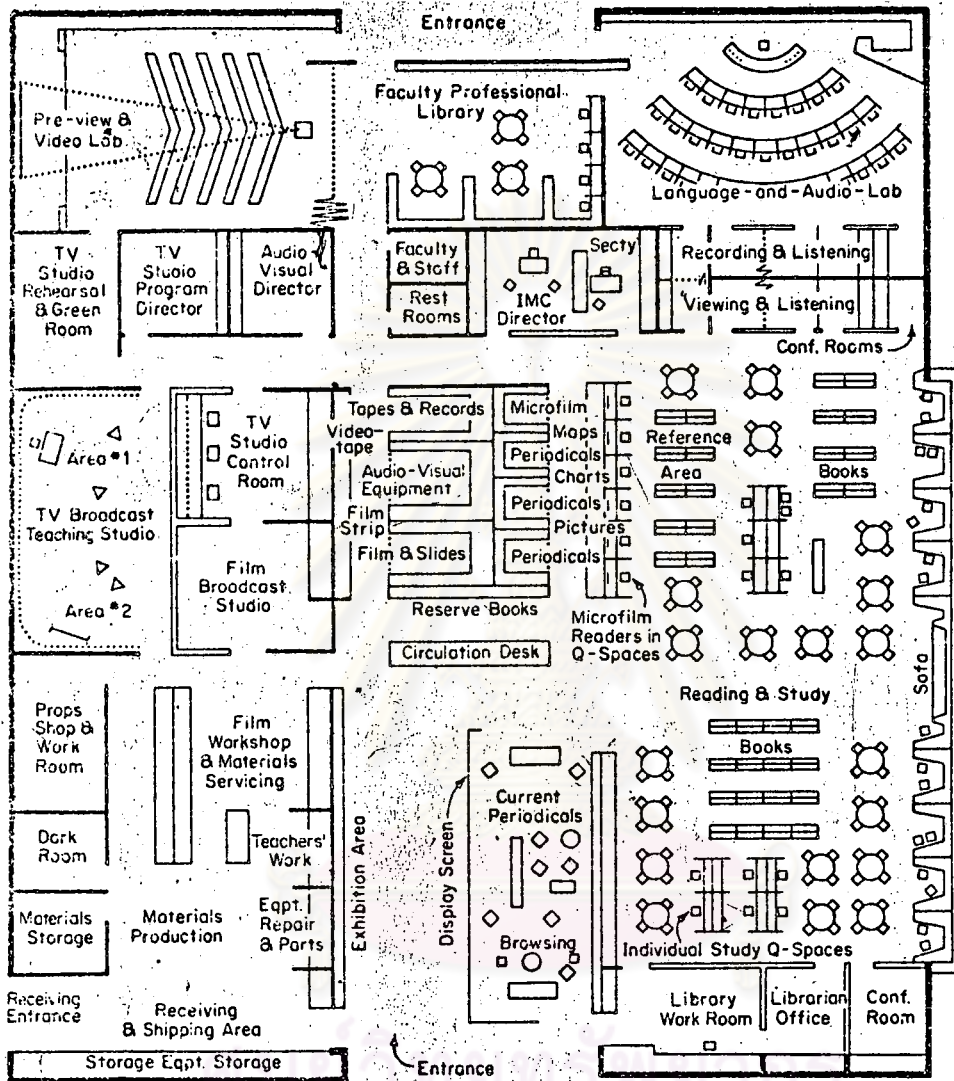 Entrance
Pre-view &
Video Lab
Faculty Professional
Library
Language-and-Audio-Lab
TV
Studio
Rehearsal
& Green
Room
TV
Studio
Program
Director
Audio
Visual
Director
Faculty
& Staff
Rest
Rooms
IMC
Director
Secty
Recording & Listening
Viewing & Listening
Conf. Rooms
Area #1
TV Broadcast
Teaching Studio
Area #2
TV
Studio
Control
Room
Film
Broadcast
Studio
Tapes & Records
Video-
tape
Audio-Visual
Equipment
Film
Strip
Film & Slides
Microfilm
Maps
Periodicals
Charts
Periodicals
Pictures
Periodicals
Reserve Books
Circulation Desk
Microfilm
Readers in
Q-Spaces
Reference
Area
Books
Reading & Study
Sofa
Books
Props
Shop & 
Work
Room
Film
Workshop
& Materials
Servicing
Dark
Room
Teachers'
Work
Materials
Storage
Materials
Production
Eqpt.
Repair
& Parts
Exhibition Area
Display Screen
Current
Periodicals
Browsing
Individual Study Q-Spaces
Receiving
Entrance
Receiving
& Shipping Area
Storage Eqpt. Storage
Entrance
Library
Work Room
Librarian
Office
Conf.
Room